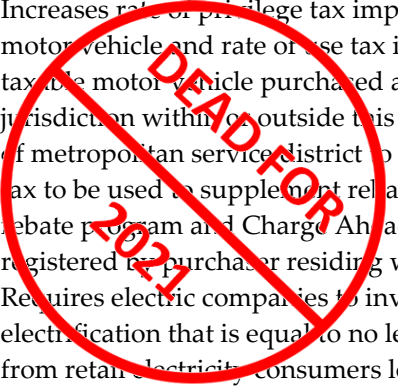 Increases rate of privilege tax imp
motor vehicle and rate of use tax i
taxable motor vehicle purchased a
jurisdiction within or outside this
of metropolitan service district to
tax to be used to supplement reba
rebate program and Charge Ahea
registered by purchaser residing w
Requires electric companies to inv
electrification that is equal to no le
from retail electricity consumers l
DEAD FOR
2021